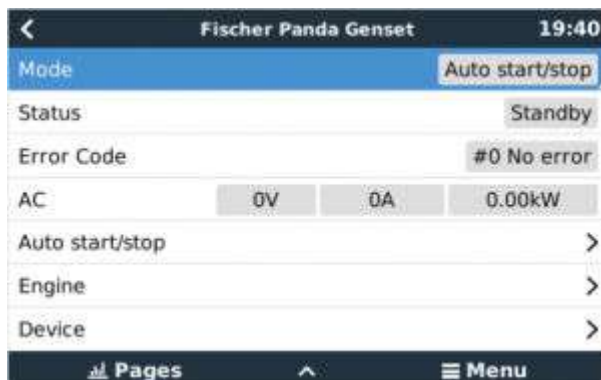 Fischer Panda Genset 19:40
Mode Auto start/stop
Status Standby
Error Code #0 No error
AC 0V 0A 0.00kW
Auto start/stop
Engine
Device
Pages Menu